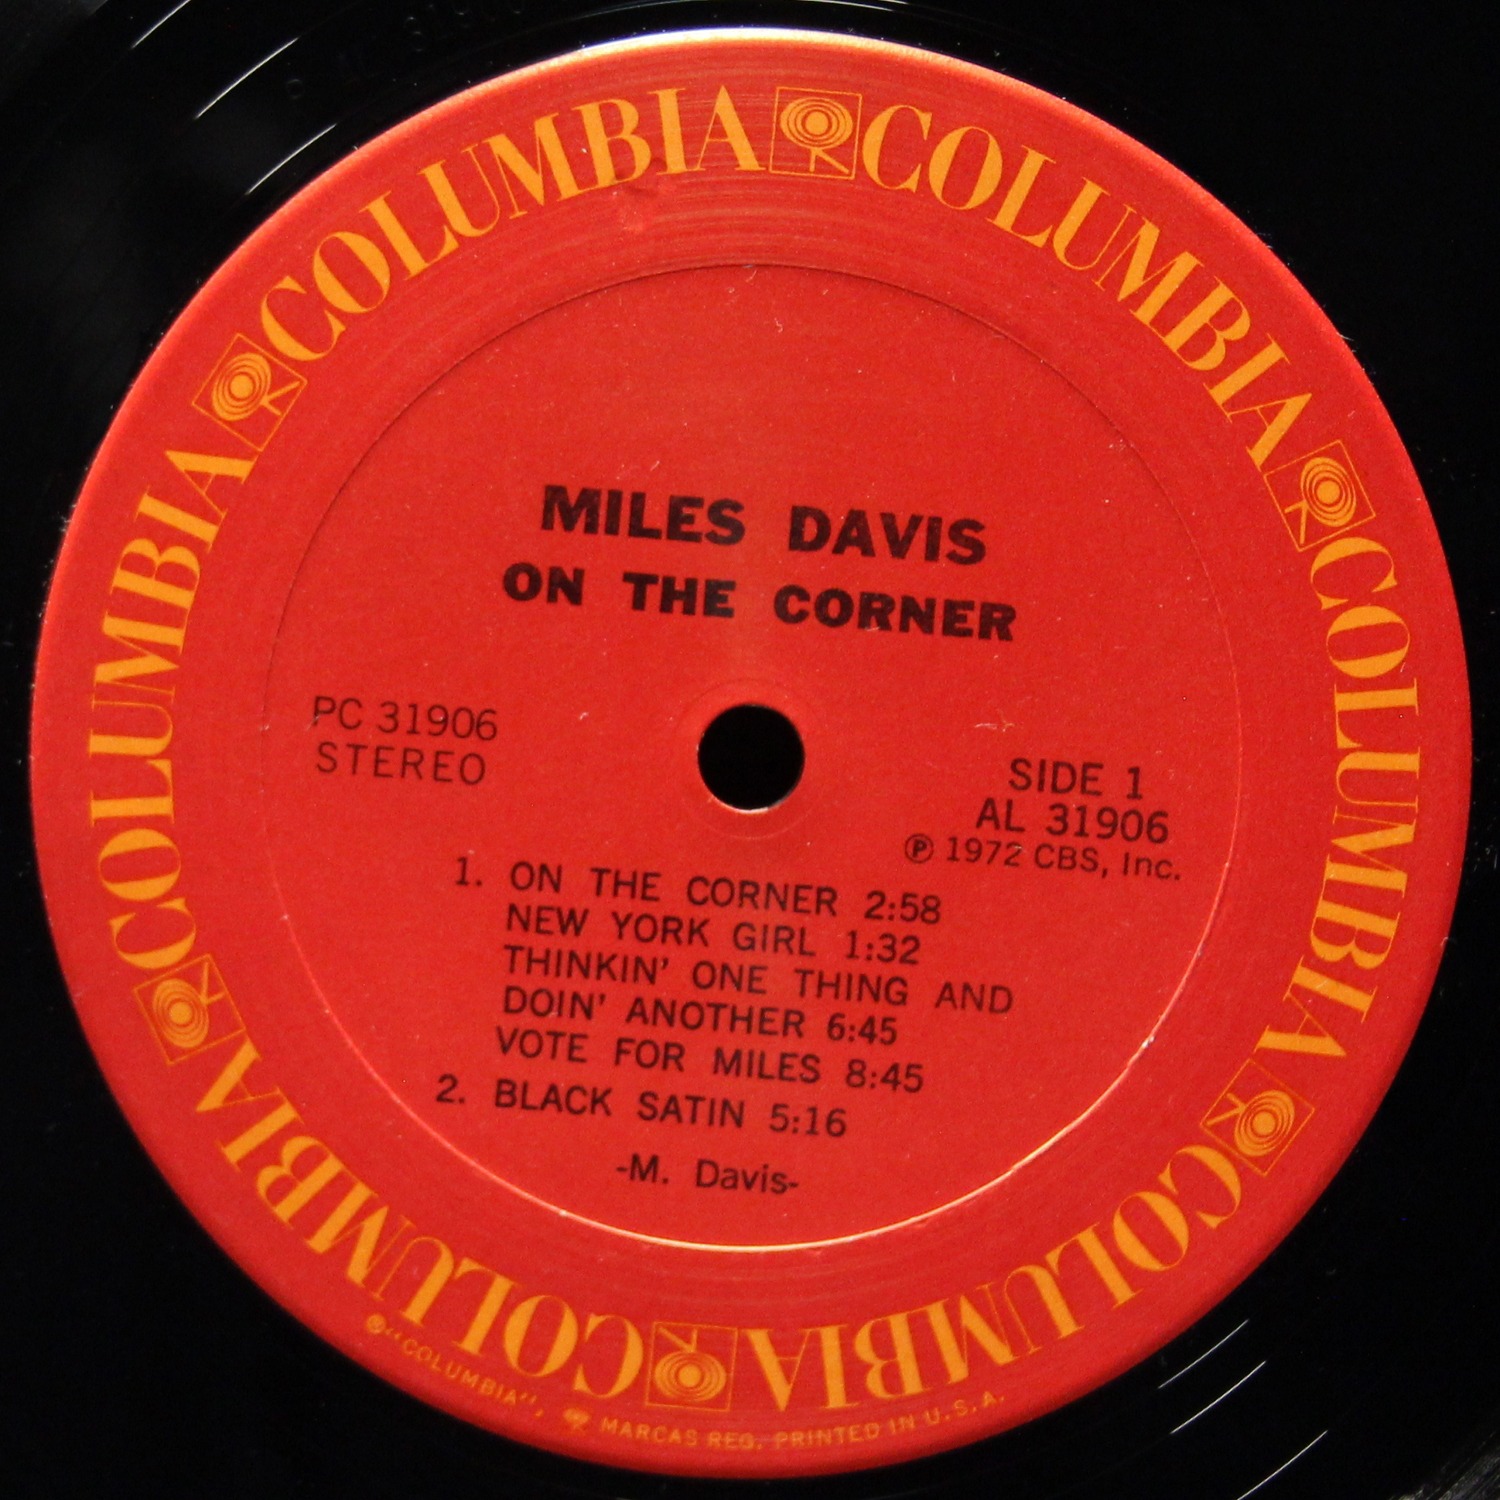 COLUMBIA COLUMBIA COLUMBIA COLUMBIA COLUMBIA COLUMBIA
MILES DAVIS
ON THE CORNER
PC 31906
STEREO
SIDE 1
AL 31906
Ⓟ 1972 CBS, Inc.
1. ON THE CORNER 2:58
NEW YORK GIRL 1:32
THINKIN' ONE THING AND
DOIN' ANOTHER 6:45
VOTE FOR MILES 8:45
2. BLACK SATIN 5:16
-M. Davis-
®"COLUMBIA", MARCAS REG. PRINTED IN U.S.A.